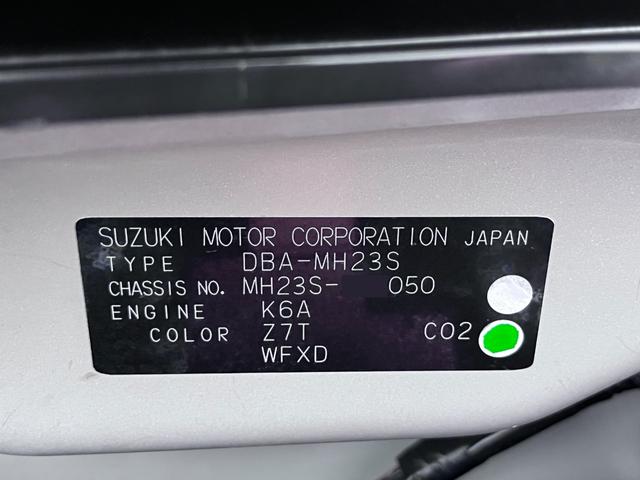 SUZUKI MOTOR CORPORATION JAPAN
TYPE DBA-MH23S
CHASSIS NO. MH23S- 050
ENGINE K6A
COLOR Z7T CO2
WFXD